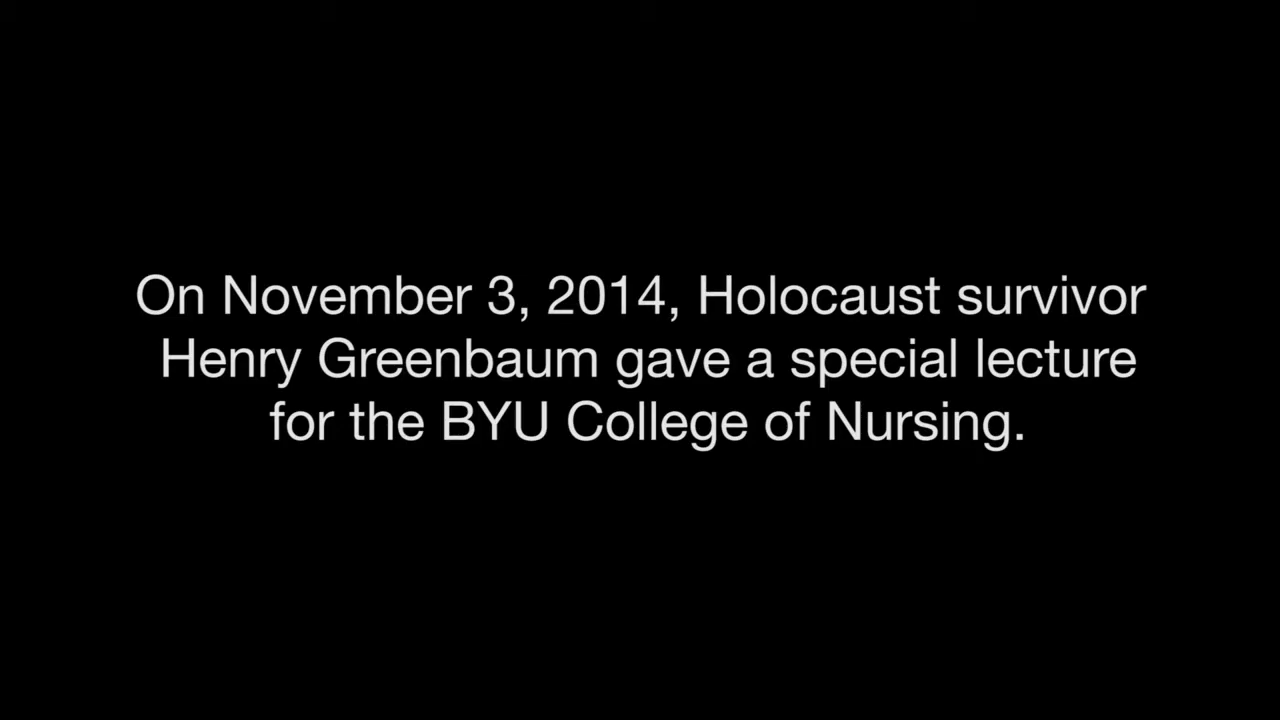 On November 3, 2014, Holocaust survivor
Henry Greenbaum gave a special lecture
for the BYU College of Nursing.